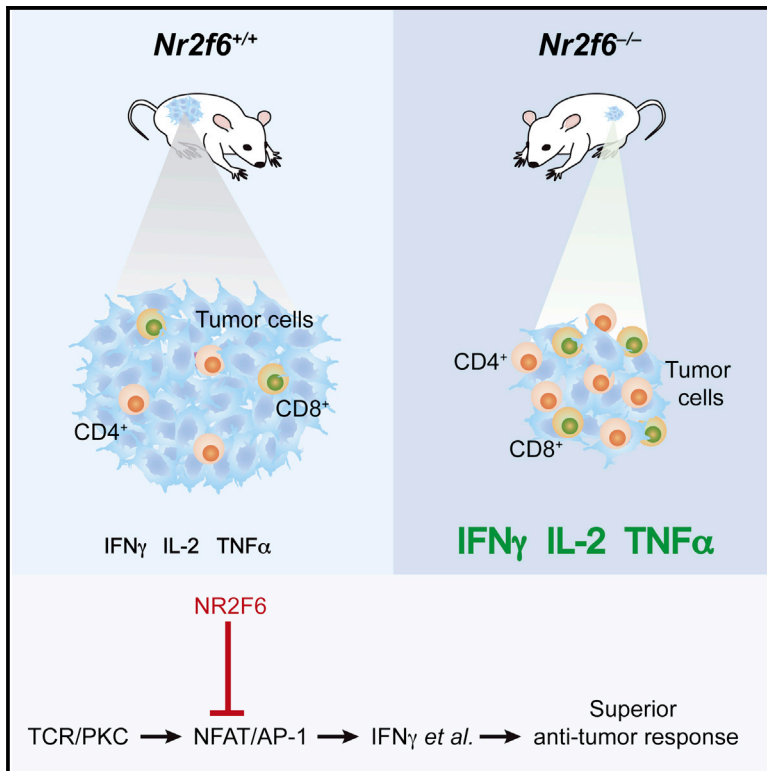 Nr2f6+/+
Nr2f6–/–
Tumor cells
CD4+
CD8+
IFNγ IL-2 TNFα
CD4+
Tumor
cells
CD8+
IFNγ IL-2 TNFα
NR2F6
TCR/PKC → NFAT/AP-1 → IFNγ et al. → Superior
anti-tumor response